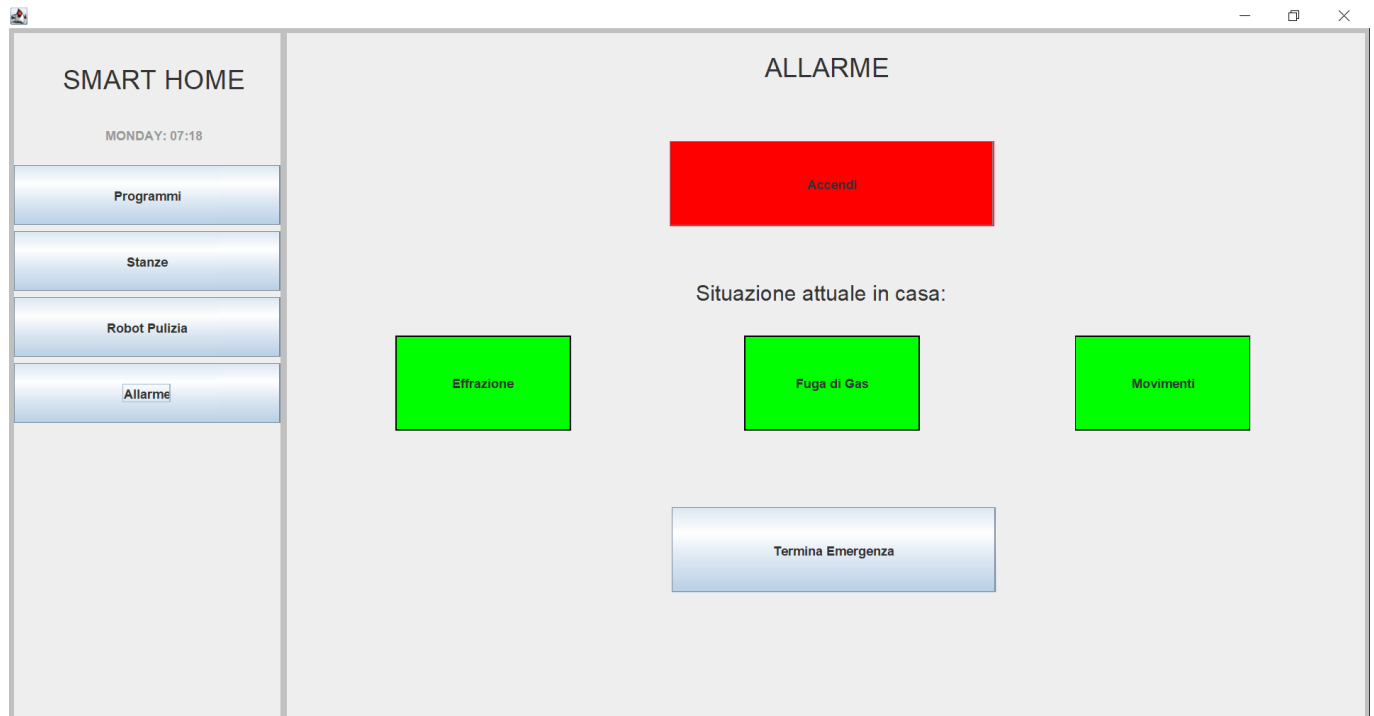 SMART HOME
MONDAY: 07:18
Programmi
Stanze
Robot Pulizia
Allarme
ALLARME
Accendi
Situazione attuale in casa:
Effrazione
Fuga di Gas
Movimenti
Termina Emergenza